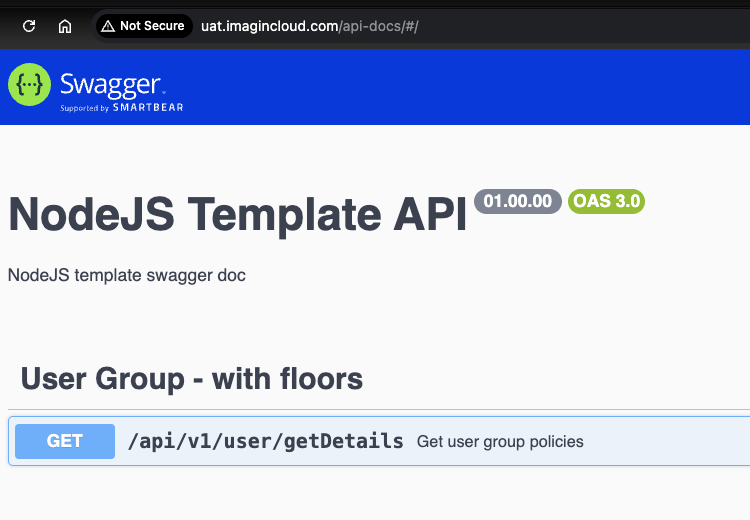 Not Secure uat.imagincloud.com/api-docs/#/
{··} Swagger.
Supported by SMARTBEAR
NodeJS Template API 01.00.00 OAS 3.0
NodeJS template swagger doc
User Group - with floors
GET /api/v1/user/getDetails Get user group policies